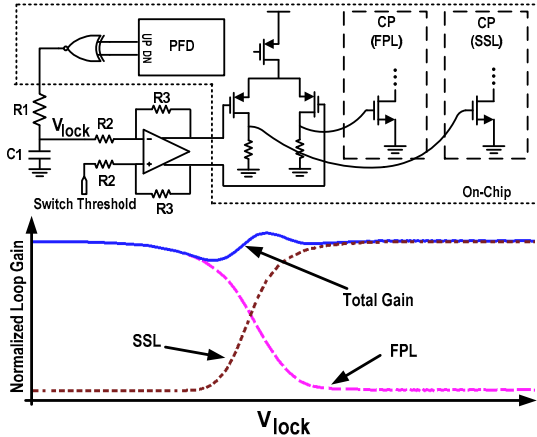 UP DN
PFD
CP
(FPL)
CP
(SSL)
R1
Vlock
R2
R3
C1
R2
R3
Switch Threshold
On-Chip
Normalized Loop Gain
Total Gain
SSL
FPL
Vlock